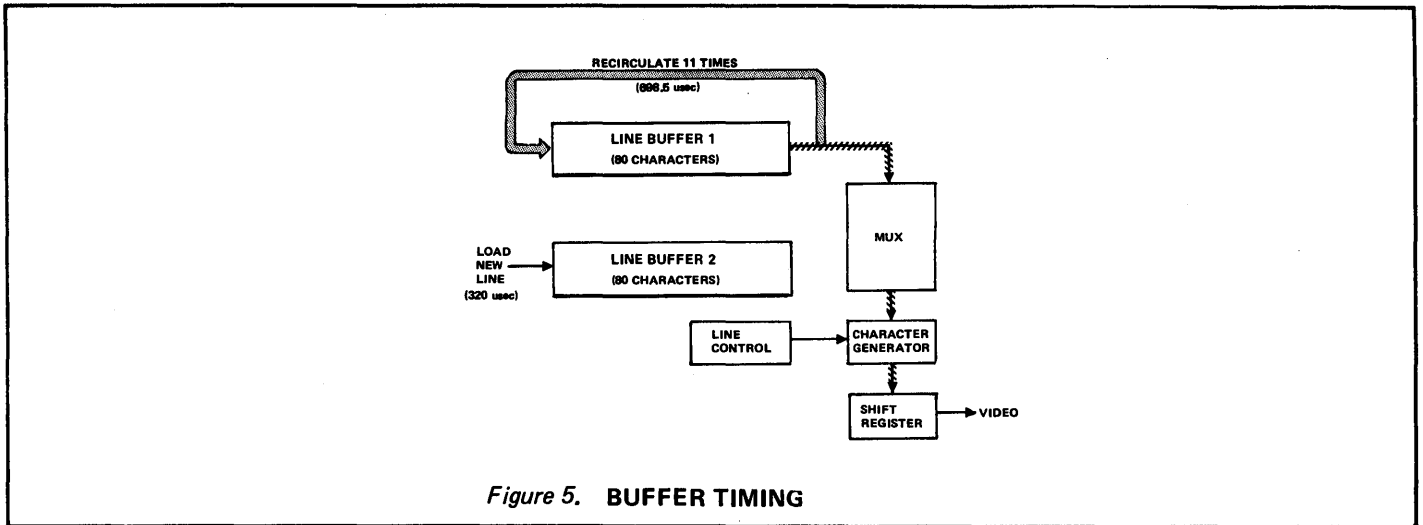 RECIRCULATE 11 TIMES
(696.5 usec)
LINE BUFFER 1
(80 CHARACTERS)
MUX
LOAD
NEW
LINE
(320 usec)
LINE BUFFER 2
(80 CHARACTERS)
LINE
CONTROL
CHARACTER
GENERATOR
SHIFT
REGISTER
VIDEO
Figure 5. BUFFER TIMING